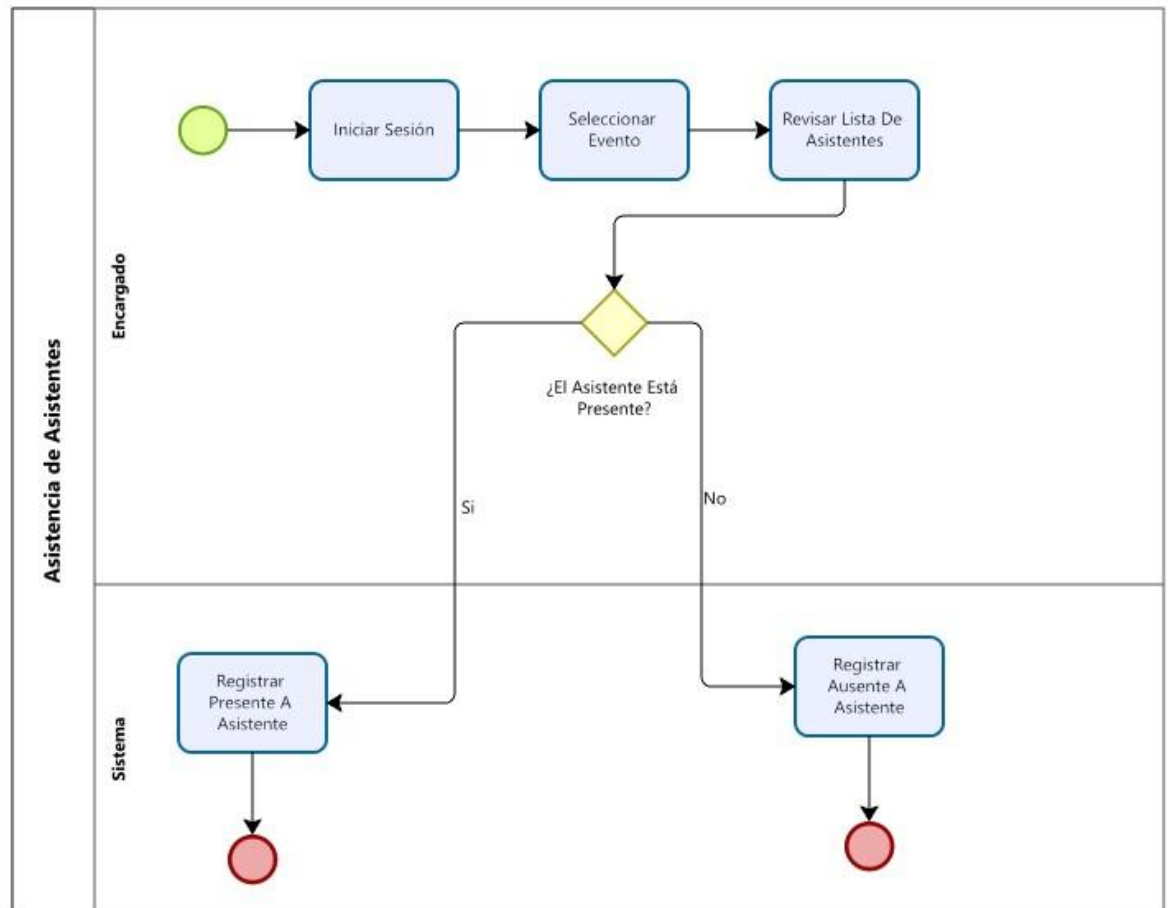 Asistencia de Asistentes
Encargado
Iniciar Sesión
Seleccionar
Evento
Revisar Lista De
Asistentes
¿El Asistente Está
Presente?
Si
No
Sistema
Registrar
Presente A
Asistente
Registrar
Ausente A
Asistente